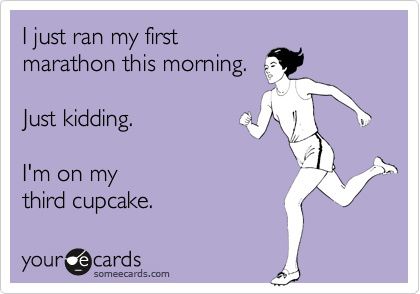 I just ran my first
marathon this morning.
Just kidding.
I'm on my
third cupcake.
your e cards
someecards.com